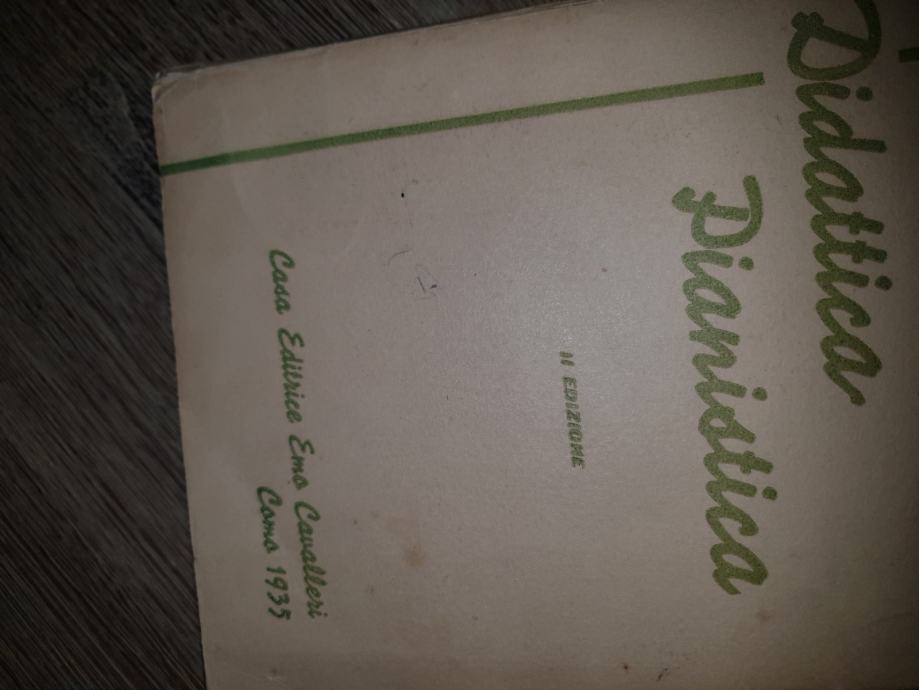 Didattica
Pianistica
II EDIZIONE
Casa Editrice Emo Cavalleri
Como 1935